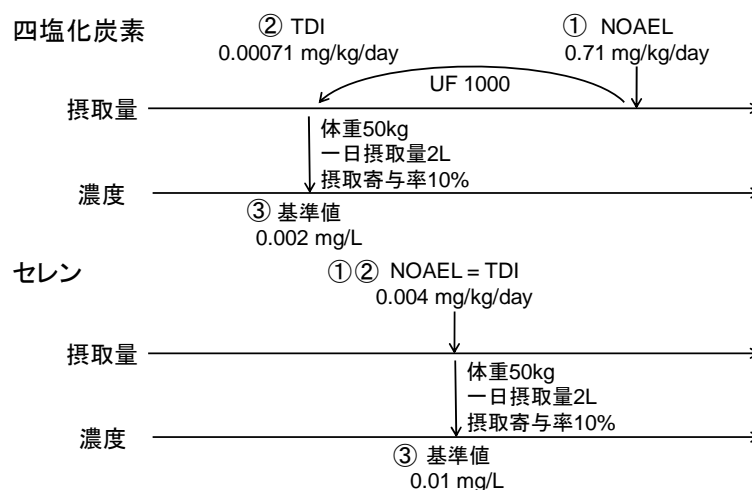 四塩化炭素
② TDI
0.00071 mg/kg/day
① NOAEL
0.71 mg/kg/day
UF 1000
摂取量
体重50kg
一日摂取量2L
摂取寄与率10%
濃度
③ 基準値
0.002 mg/L
セレン
①② NOAEL = TDI
0.004 mg/kg/day
摂取量
体重50kg
一日摂取量2L
摂取寄与率10%
濃度
③ 基準値
0.01 mg/L